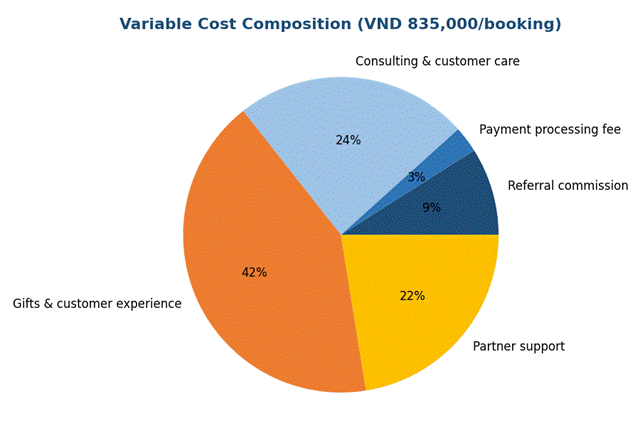 Variable Cost Composition (VND 835,000/booking)
Consulting & customer care
Payment processing fee
Referral commission
24%
3%
9%
42%
22%
Gifts & customer experience
Partner support